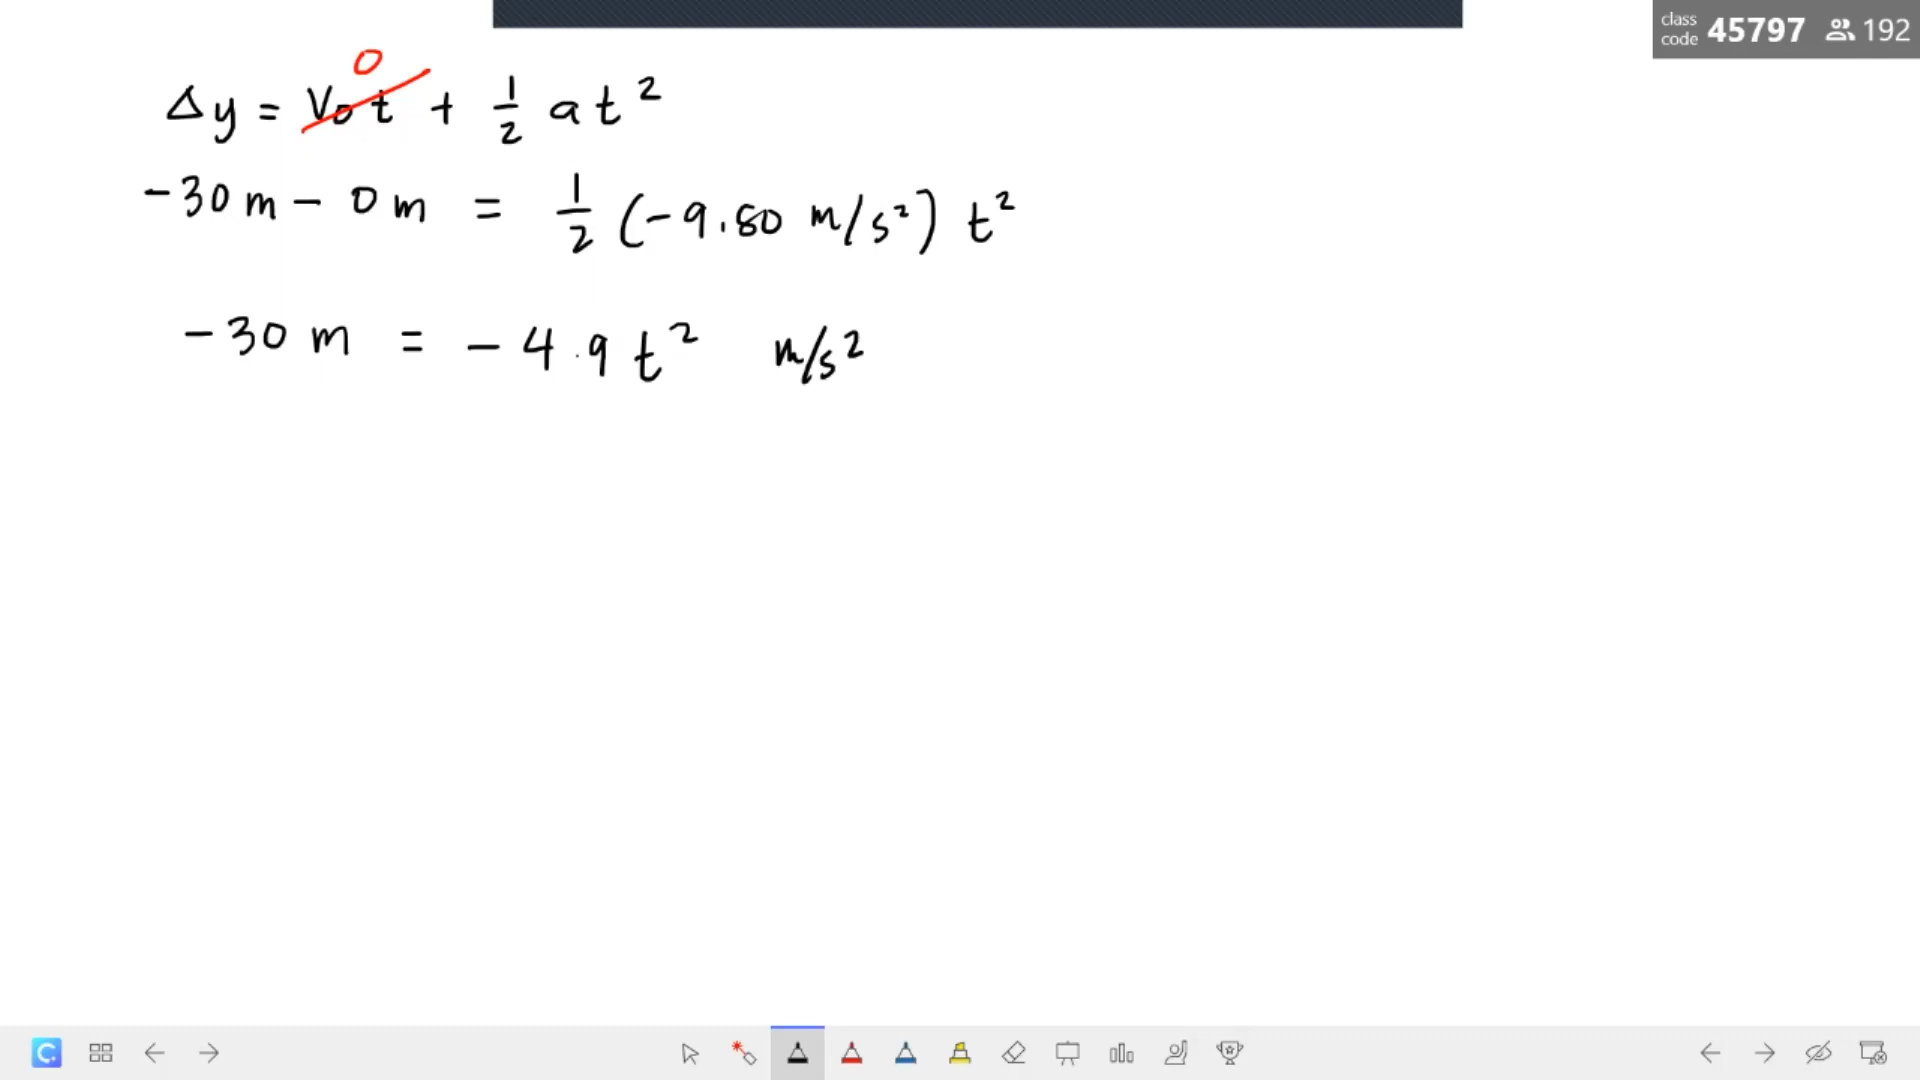 class code 45797 192
0
Δy = v₀t + 1/2 at²
-30 m - 0 m = 1/2 (-9.80 m/s²) t²
-30 m = -4.9 t² m/s²
C.